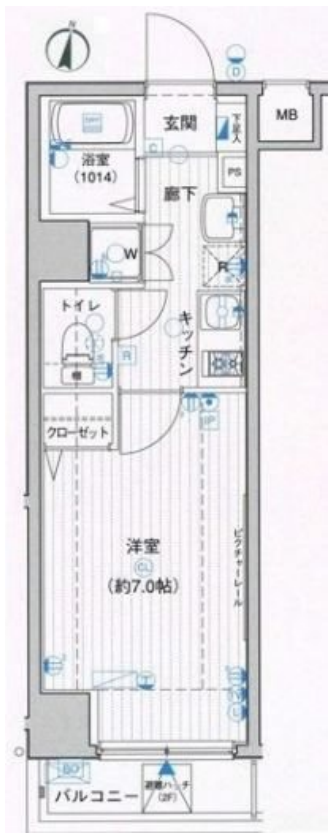 N
D
玄関
下足入
MB
浴室
(1014)
C
PS
廊下
W
R
トイレ
棚
R
キッチン
クローゼット
洋室
CL
(約7.0帖)
ピクチャーレール
バルコニー
避難ハッチ
(2F)